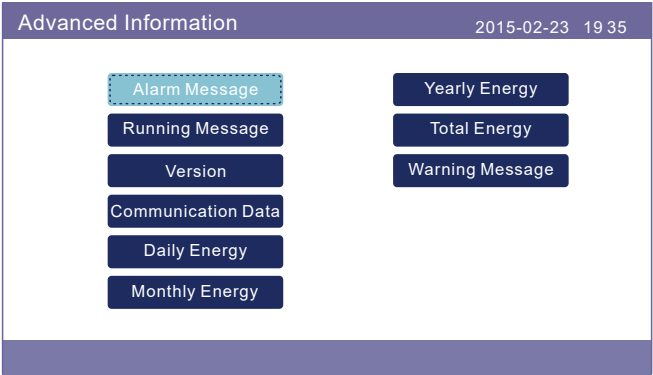 Advanced Information
2015-02-23 19 35
Alarm Message
Running Message
Version
Communication Data
Daily Energy
Monthly Energy
Yearly Energy
Total Energy
Warning Message